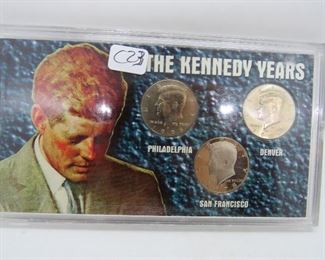 C23
THE KENNEDY YEARS
PHILADELPHIA
DENVER
SAN FRANCISCO